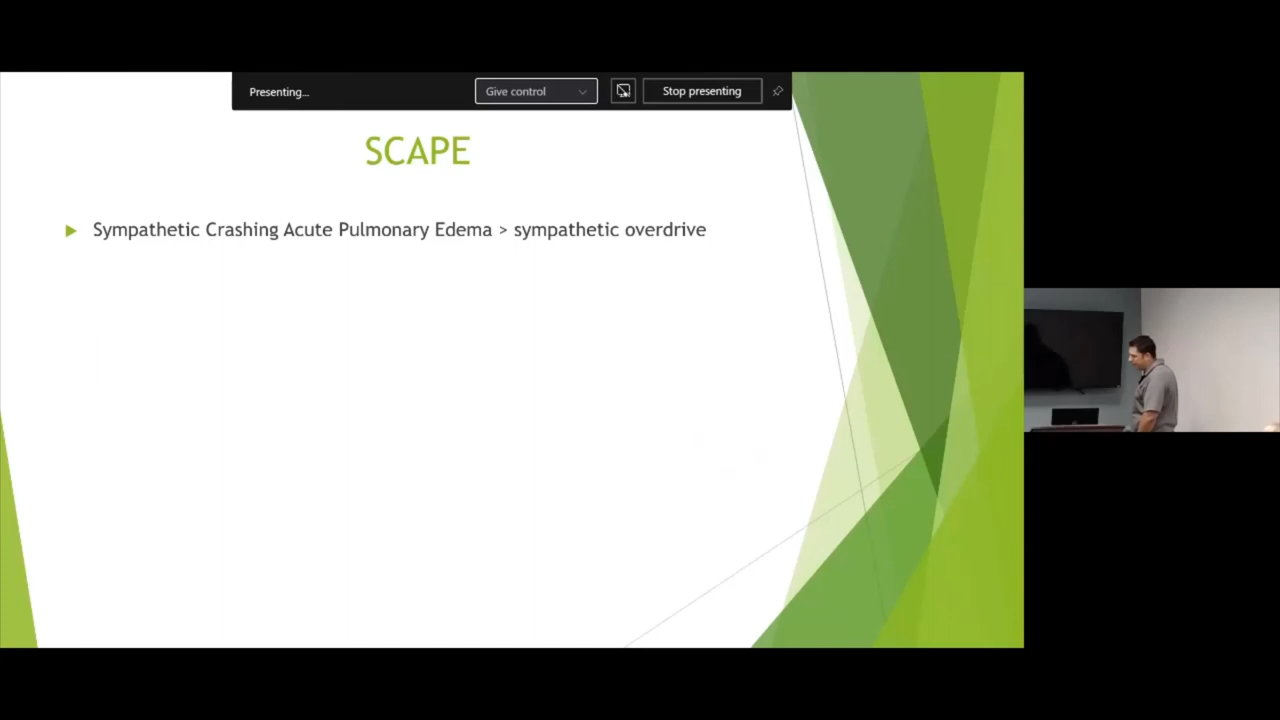 Presenting...
Give control
Stop presenting
SCAPE
Sympathetic Crashing Acute Pulmonary Edema > sympathetic overdrive